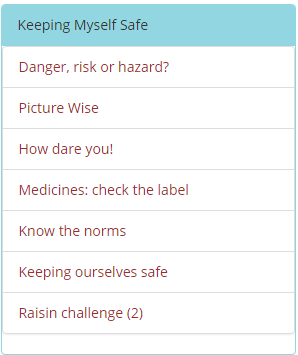 Keeping Myself Safe
Danger, risk or hazard?
Picture Wise
How dare you!
Medicines: check the label
Know the norms
Keeping ourselves safe
Raisin challenge (2)